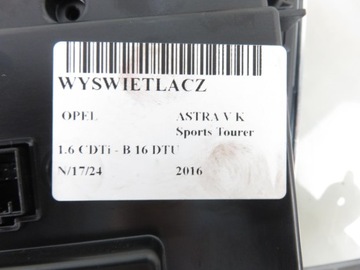 WYSWIETLACZ
OPEL ASTRA V K
Sports Tourer
1.6 CDTi - B 16 DTU
N/17/24 2016